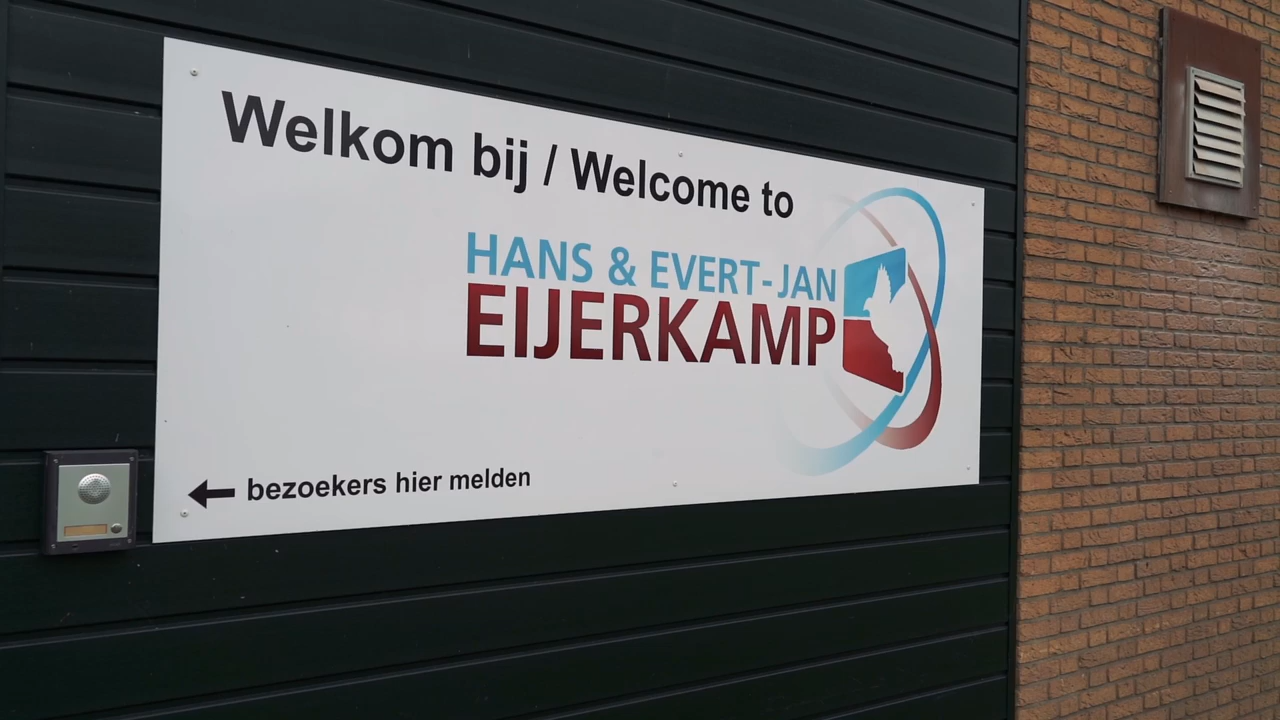 Welkom bij / Welcome to
HANS & EVERT-JAN
EIJERKAMP
bezoekers hier melden